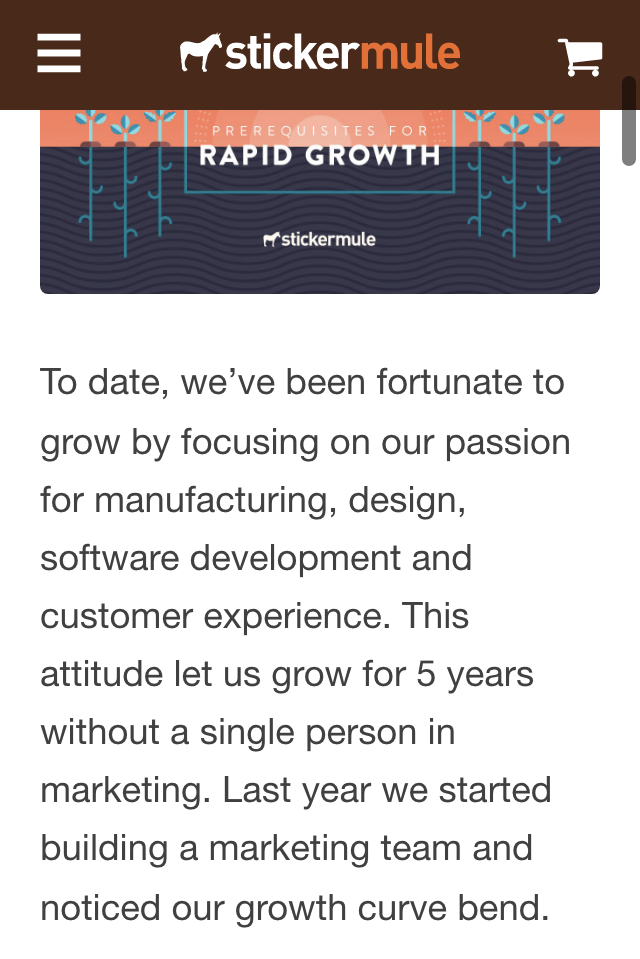 stickermule
PREREQUISITES FOR
RAPID GROWTH
stickermule
To date, we’ve been fortunate to
grow by focusing on our passion
for manufacturing, design,
software development and
customer experience. This
attitude let us grow for 5 years
without a single person in
marketing. Last year we started
building a marketing team and
noticed our growth curve bend.